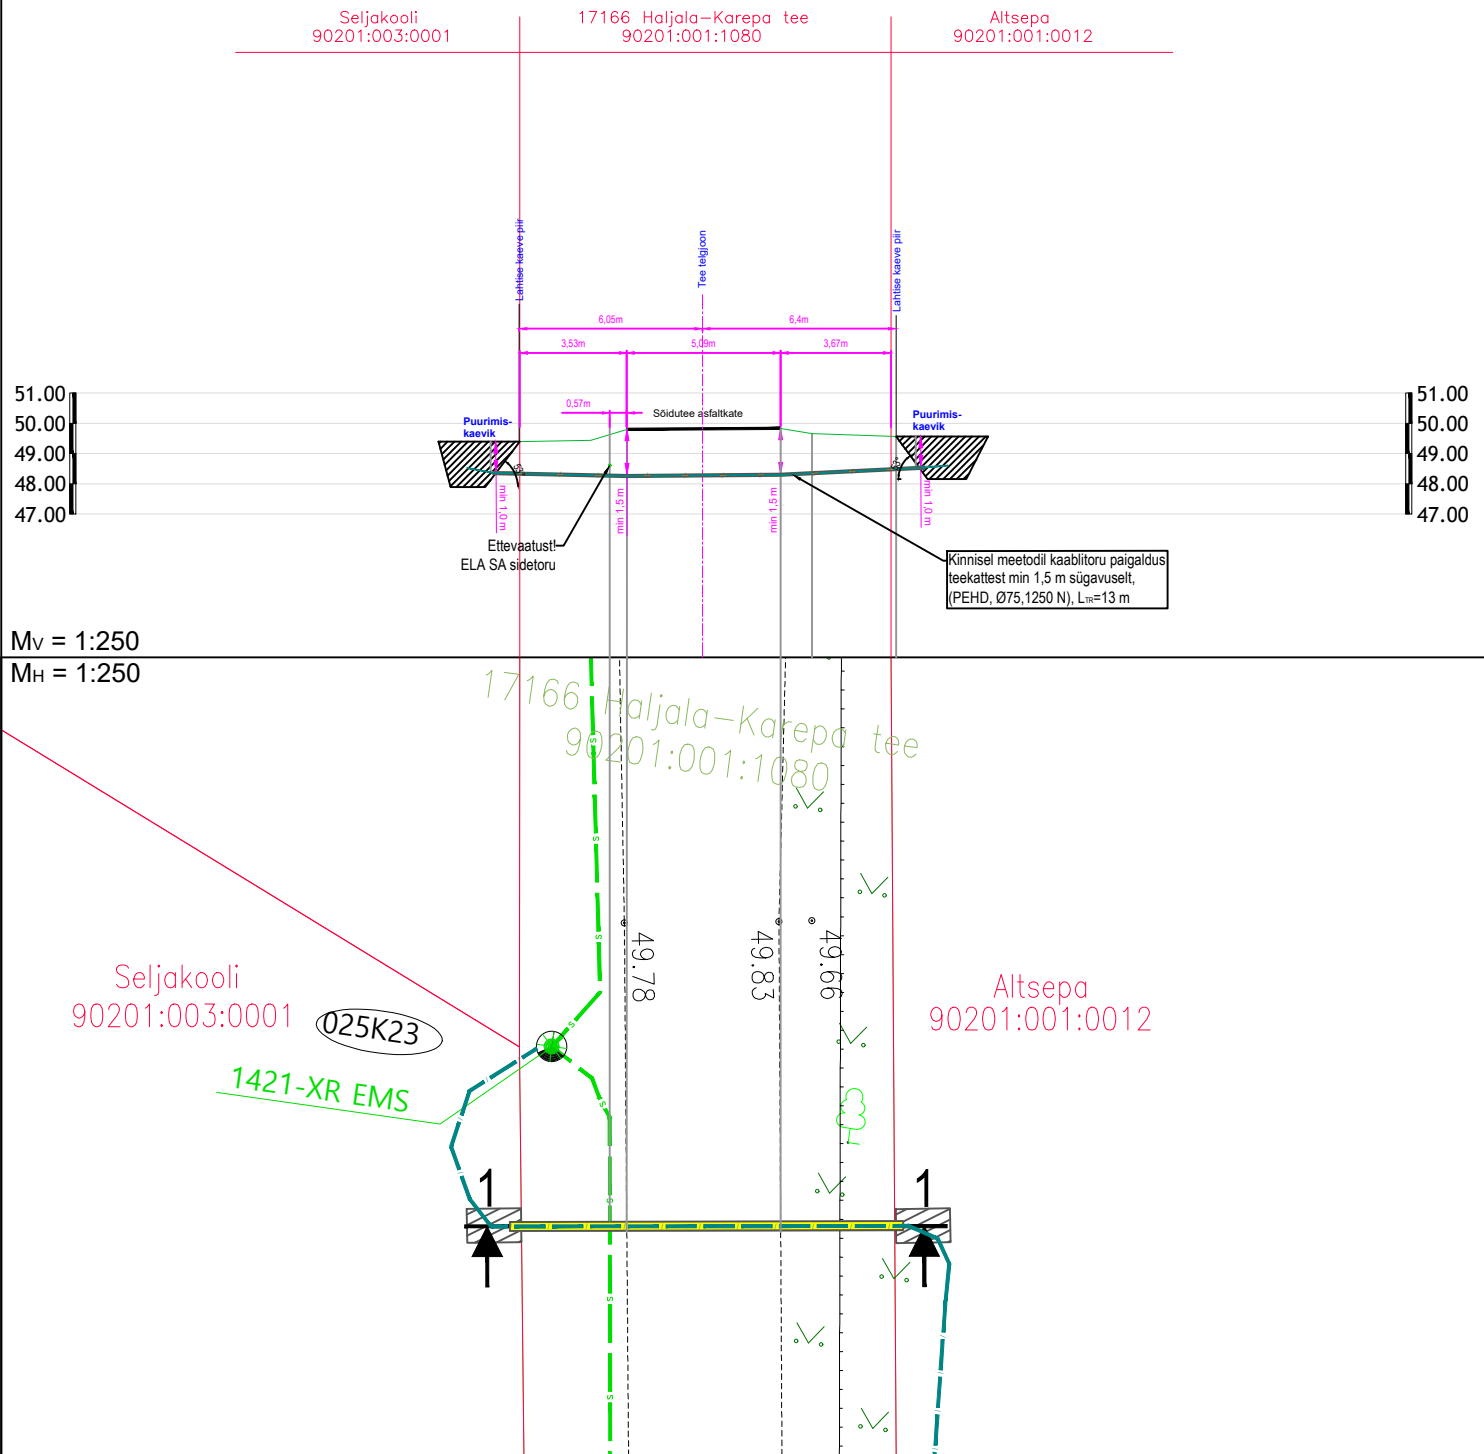 Seljakooli
90201:003:0001
17166 Haljala-Karepa tee
90201:001:1080
Altsepa
90201:001:0012
Lahtise kaeve piir
Tee telgjoon
Lahtise kaeve piir
6,05m
6,4m
3,53m
5,09m
3,67m
0,57m
Sõidutee asfaltkate
51.00
50.00
49.00
48.00
47.00
51.00
50.00
49.00
48.00
47.00
Puurimis-
kaevik
Puurimis-
kaevik
min 1,0 m
min 1,5 m
min 1,5 m
min 1,0 m
Ettevaatust!
ELA SA sidetoru
Kinnisel meetodil kaablitoru paigaldus
teekattest min 1,5 m sügavuselt,
(PEHD, Ø75,1250 N), LTR=13 m
MV = 1:250
MH = 1:250
17166 Haljala-Karepa tee
90201:001:1080
49.78
49.83
49.66
Seljakooli
90201:003:0001
025K23
1421-XR EMS
Altsepa
90201:001:0012
1
1